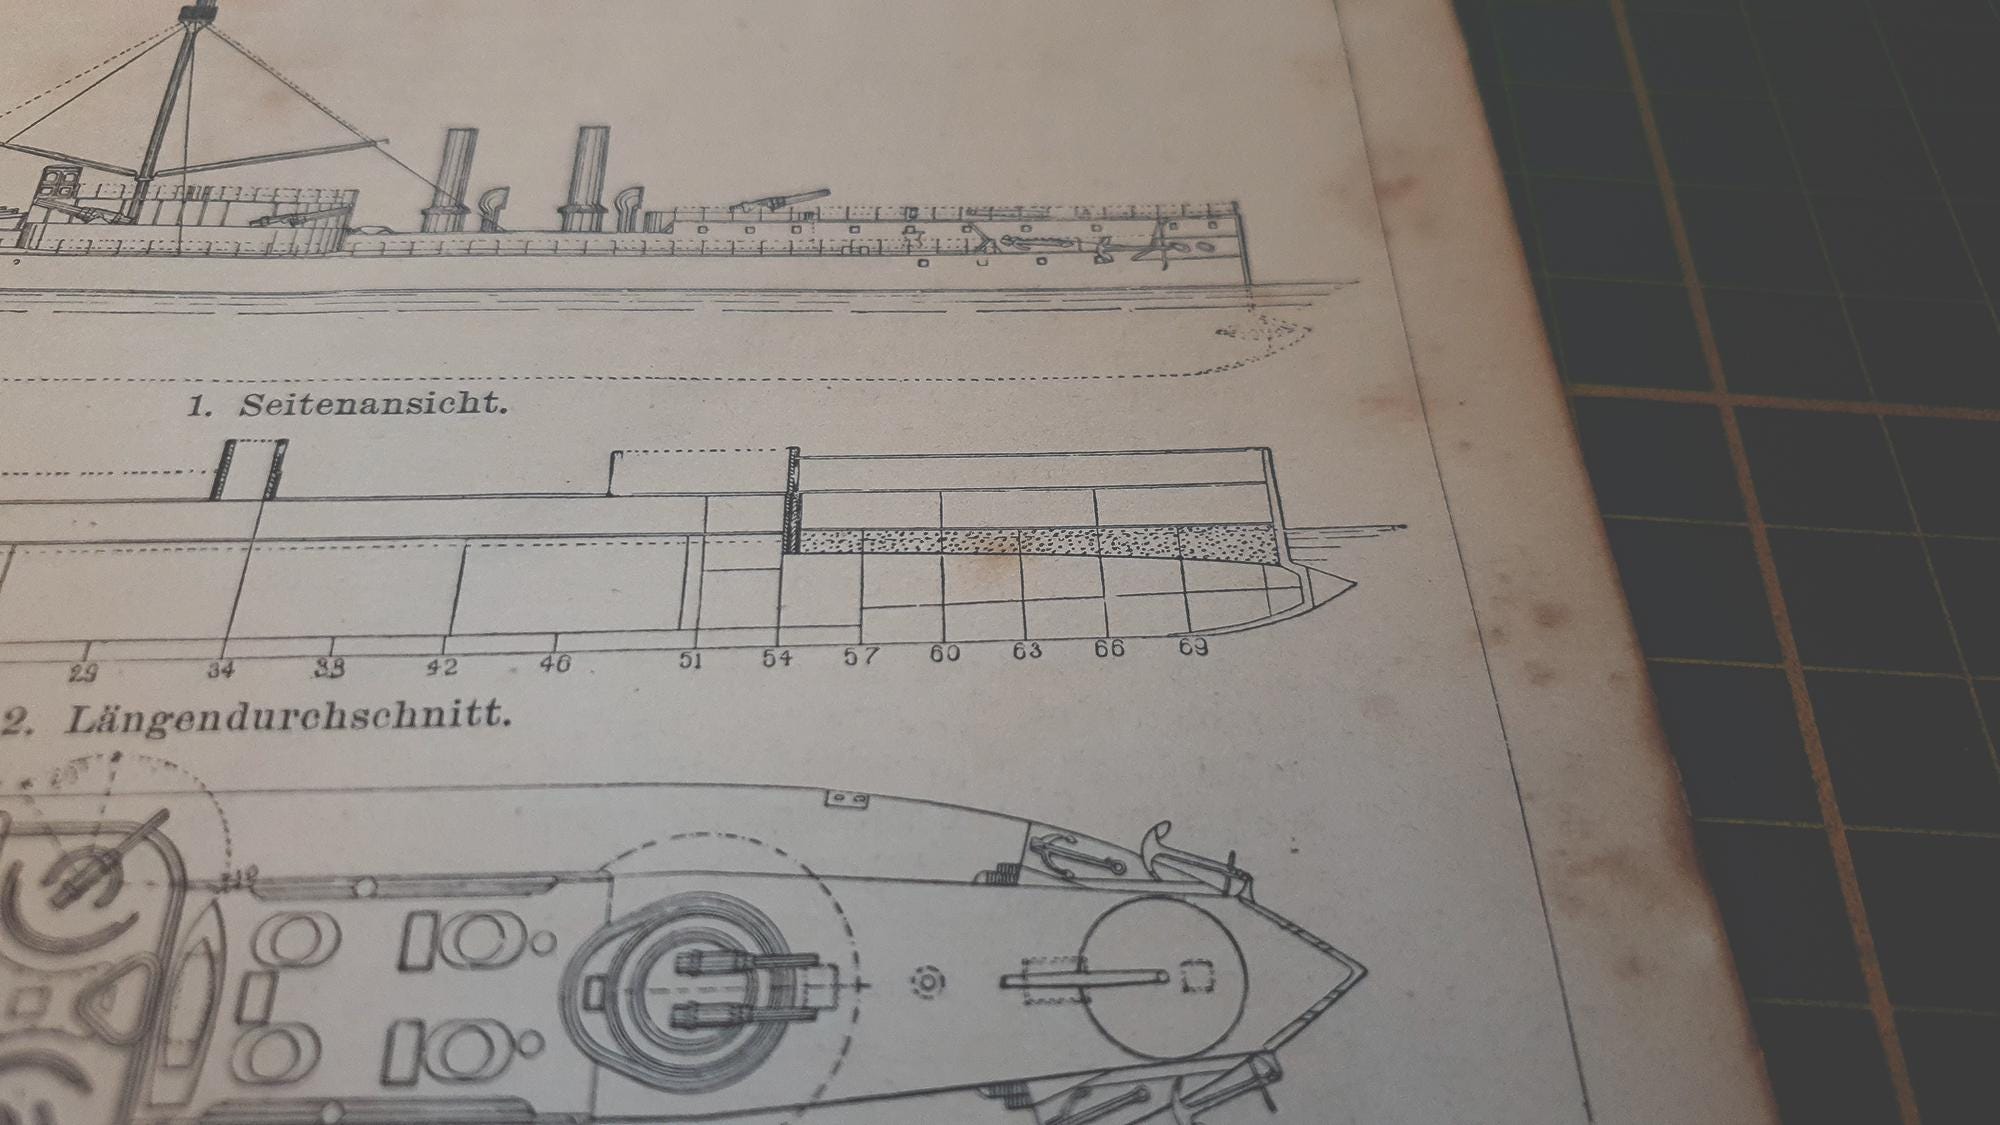 1. Seitenansicht.
29 34 38 42 46 51 54 57 60 63 66 69
2. Längendurchschnitt.